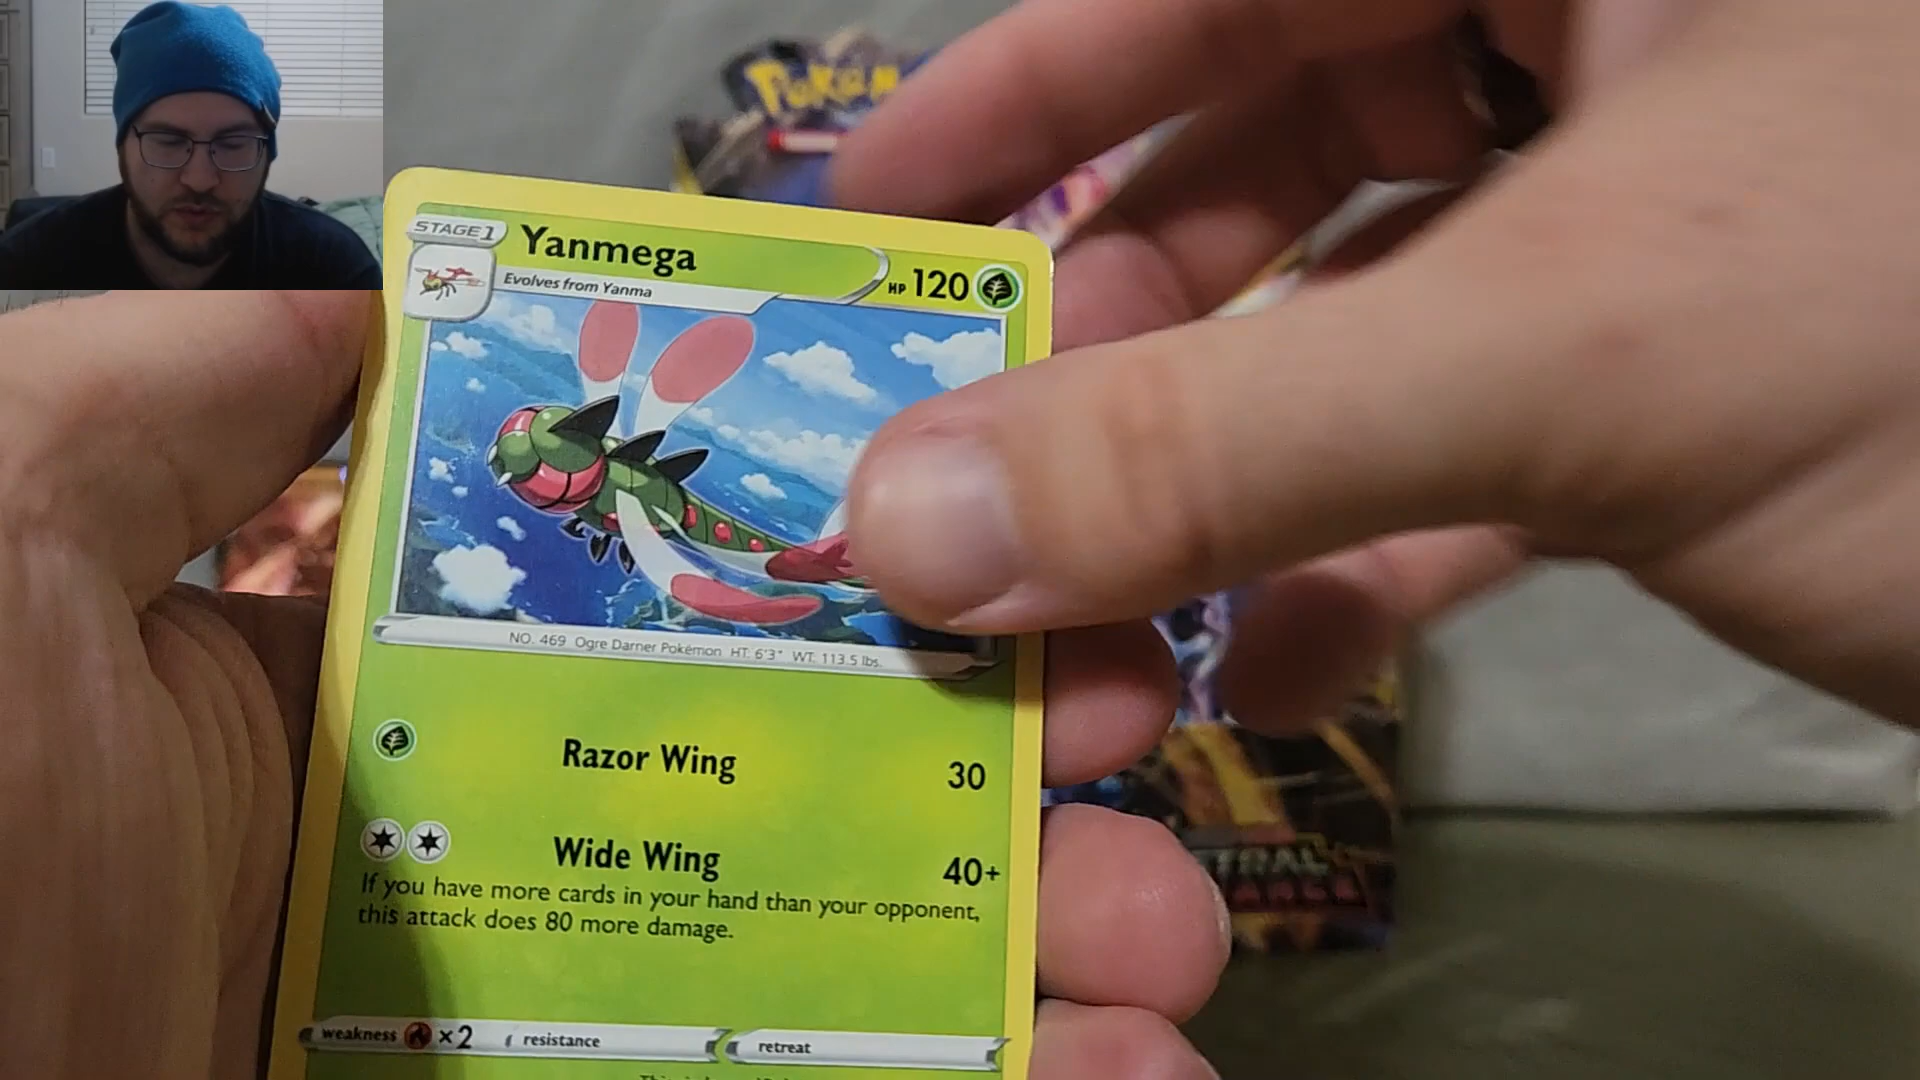 STAGE 1
Yanmega
HP 120
Evolves from Yanma
NO. 469 Ogre Darner Pokémon HT: 6'3" WT: 113.5 lbs.
Razor Wing 30
Wide Wing 40+
If you have more cards in your hand than your opponent,
this attack does 80 more damage.
weakness ×2 resistance retreat